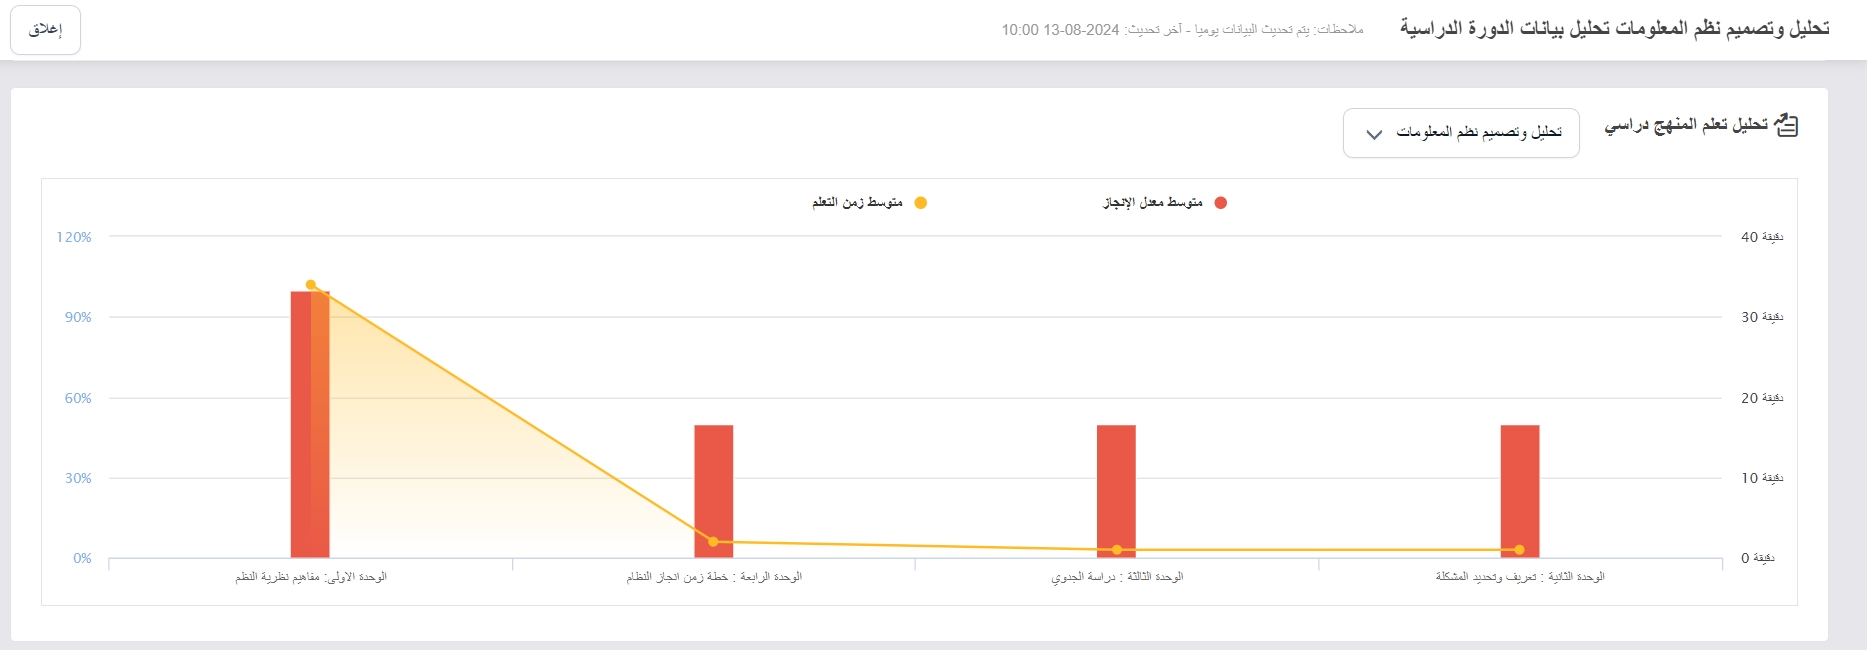 تحليل وتصميم نظم المعلومات تحليل بيانات الدورة الدراسية
ملاحظات: يتم تحديث البيانات يوميا - آخر تحديث: 2024-08-13 10:00
إغلاق
تحليل تعلم المنهج دراسي
تحليل وتصميم نظم المعلومات
متوسط معدل الإنجاز
متوسط زمن التعلم
120%
90%
60%
30%
0%
40 دقيقة
30 دقيقة
20 دقيقة
10 دقيقة
0 دقيقة
الوحدة الثانية : تعريف وتحديد المشكلة
الوحدة الثالثة : دراسة الجدوي
الوحدة الرابعة : خطة زمن انجاز النظام
الوحدة الاولى: مفاهيم نظرية النظم